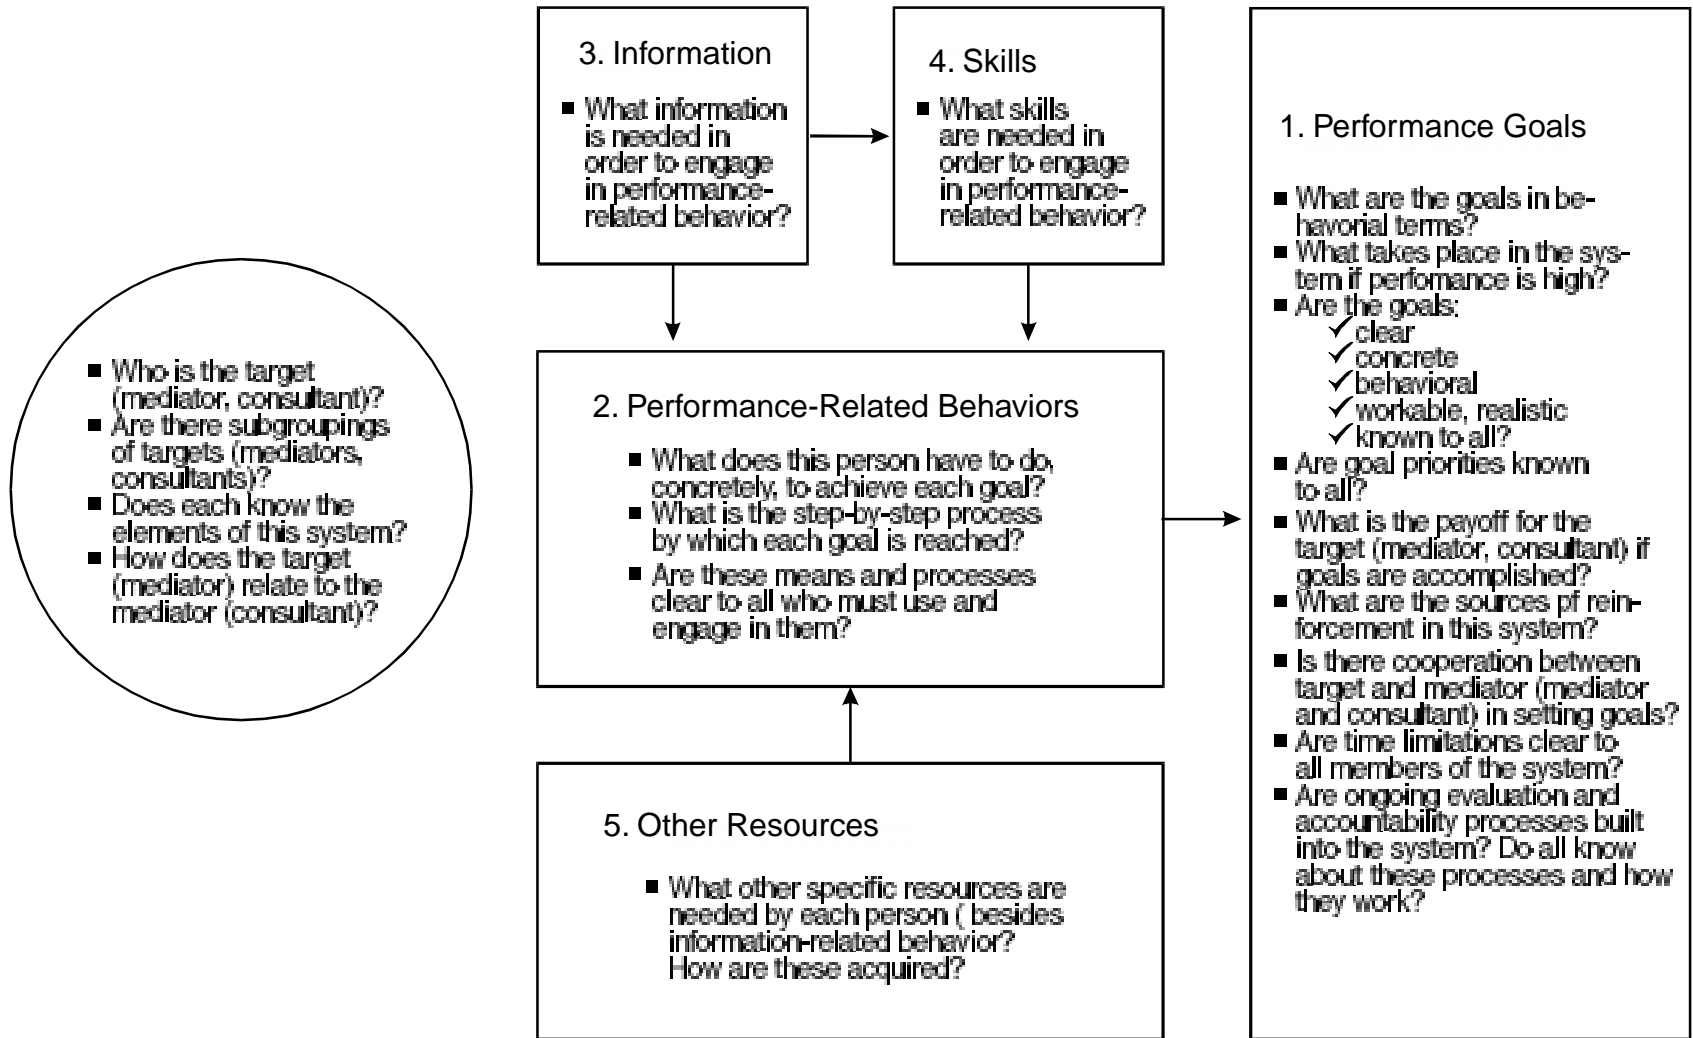 3. Information
■ What information
is needed in
order to engage
in performance-
related behavior?
4. Skills
■ What skills
are needed in
order to engage
in performance-
related behavior?
1. Performance Goals
■ What are the goals in be-
havorial terms?
■ What takes place in the sys-
tem if perfomance is high?
■ Are the goals:
✓ clear
✓ concrete
✓ behavioral
✓ workable, realistic
✓ known to all?
■ Are goal priorities known
to all?
■ What is the payoff for the
target (mediator, consultant) if
goals are accomplished?
■ What are the sources pf rein-
forcement in this system?
■ Is there cooperation between
target and mediator (mediator
and consultant) in setting goals?
■ Are time limitations clear to
all members of the system?
■ Are ongoing evaluation and
accountability processes built
into the system? Do all know
about these processes and how
they work?
■ Who is the target
(mediator, consultant)?
■ Are there subgroupings
of targets (mediators,
consultants)?
■ Does each know the
elements of this system?
■ How does the target
(mediator) relate to the
mediator (consultant)?
2. Performance-Related Behaviors
■ What does this person have to do,
concretely, to achieve each goal?
■ What is the step-by-step process
by which each goal is reached?
■ Are these means and processes
clear to all who must use and
engage in them?
5. Other Resources
■ What other specific resources are
needed by each person ( besides
information-related behavior?
How are these acquired?